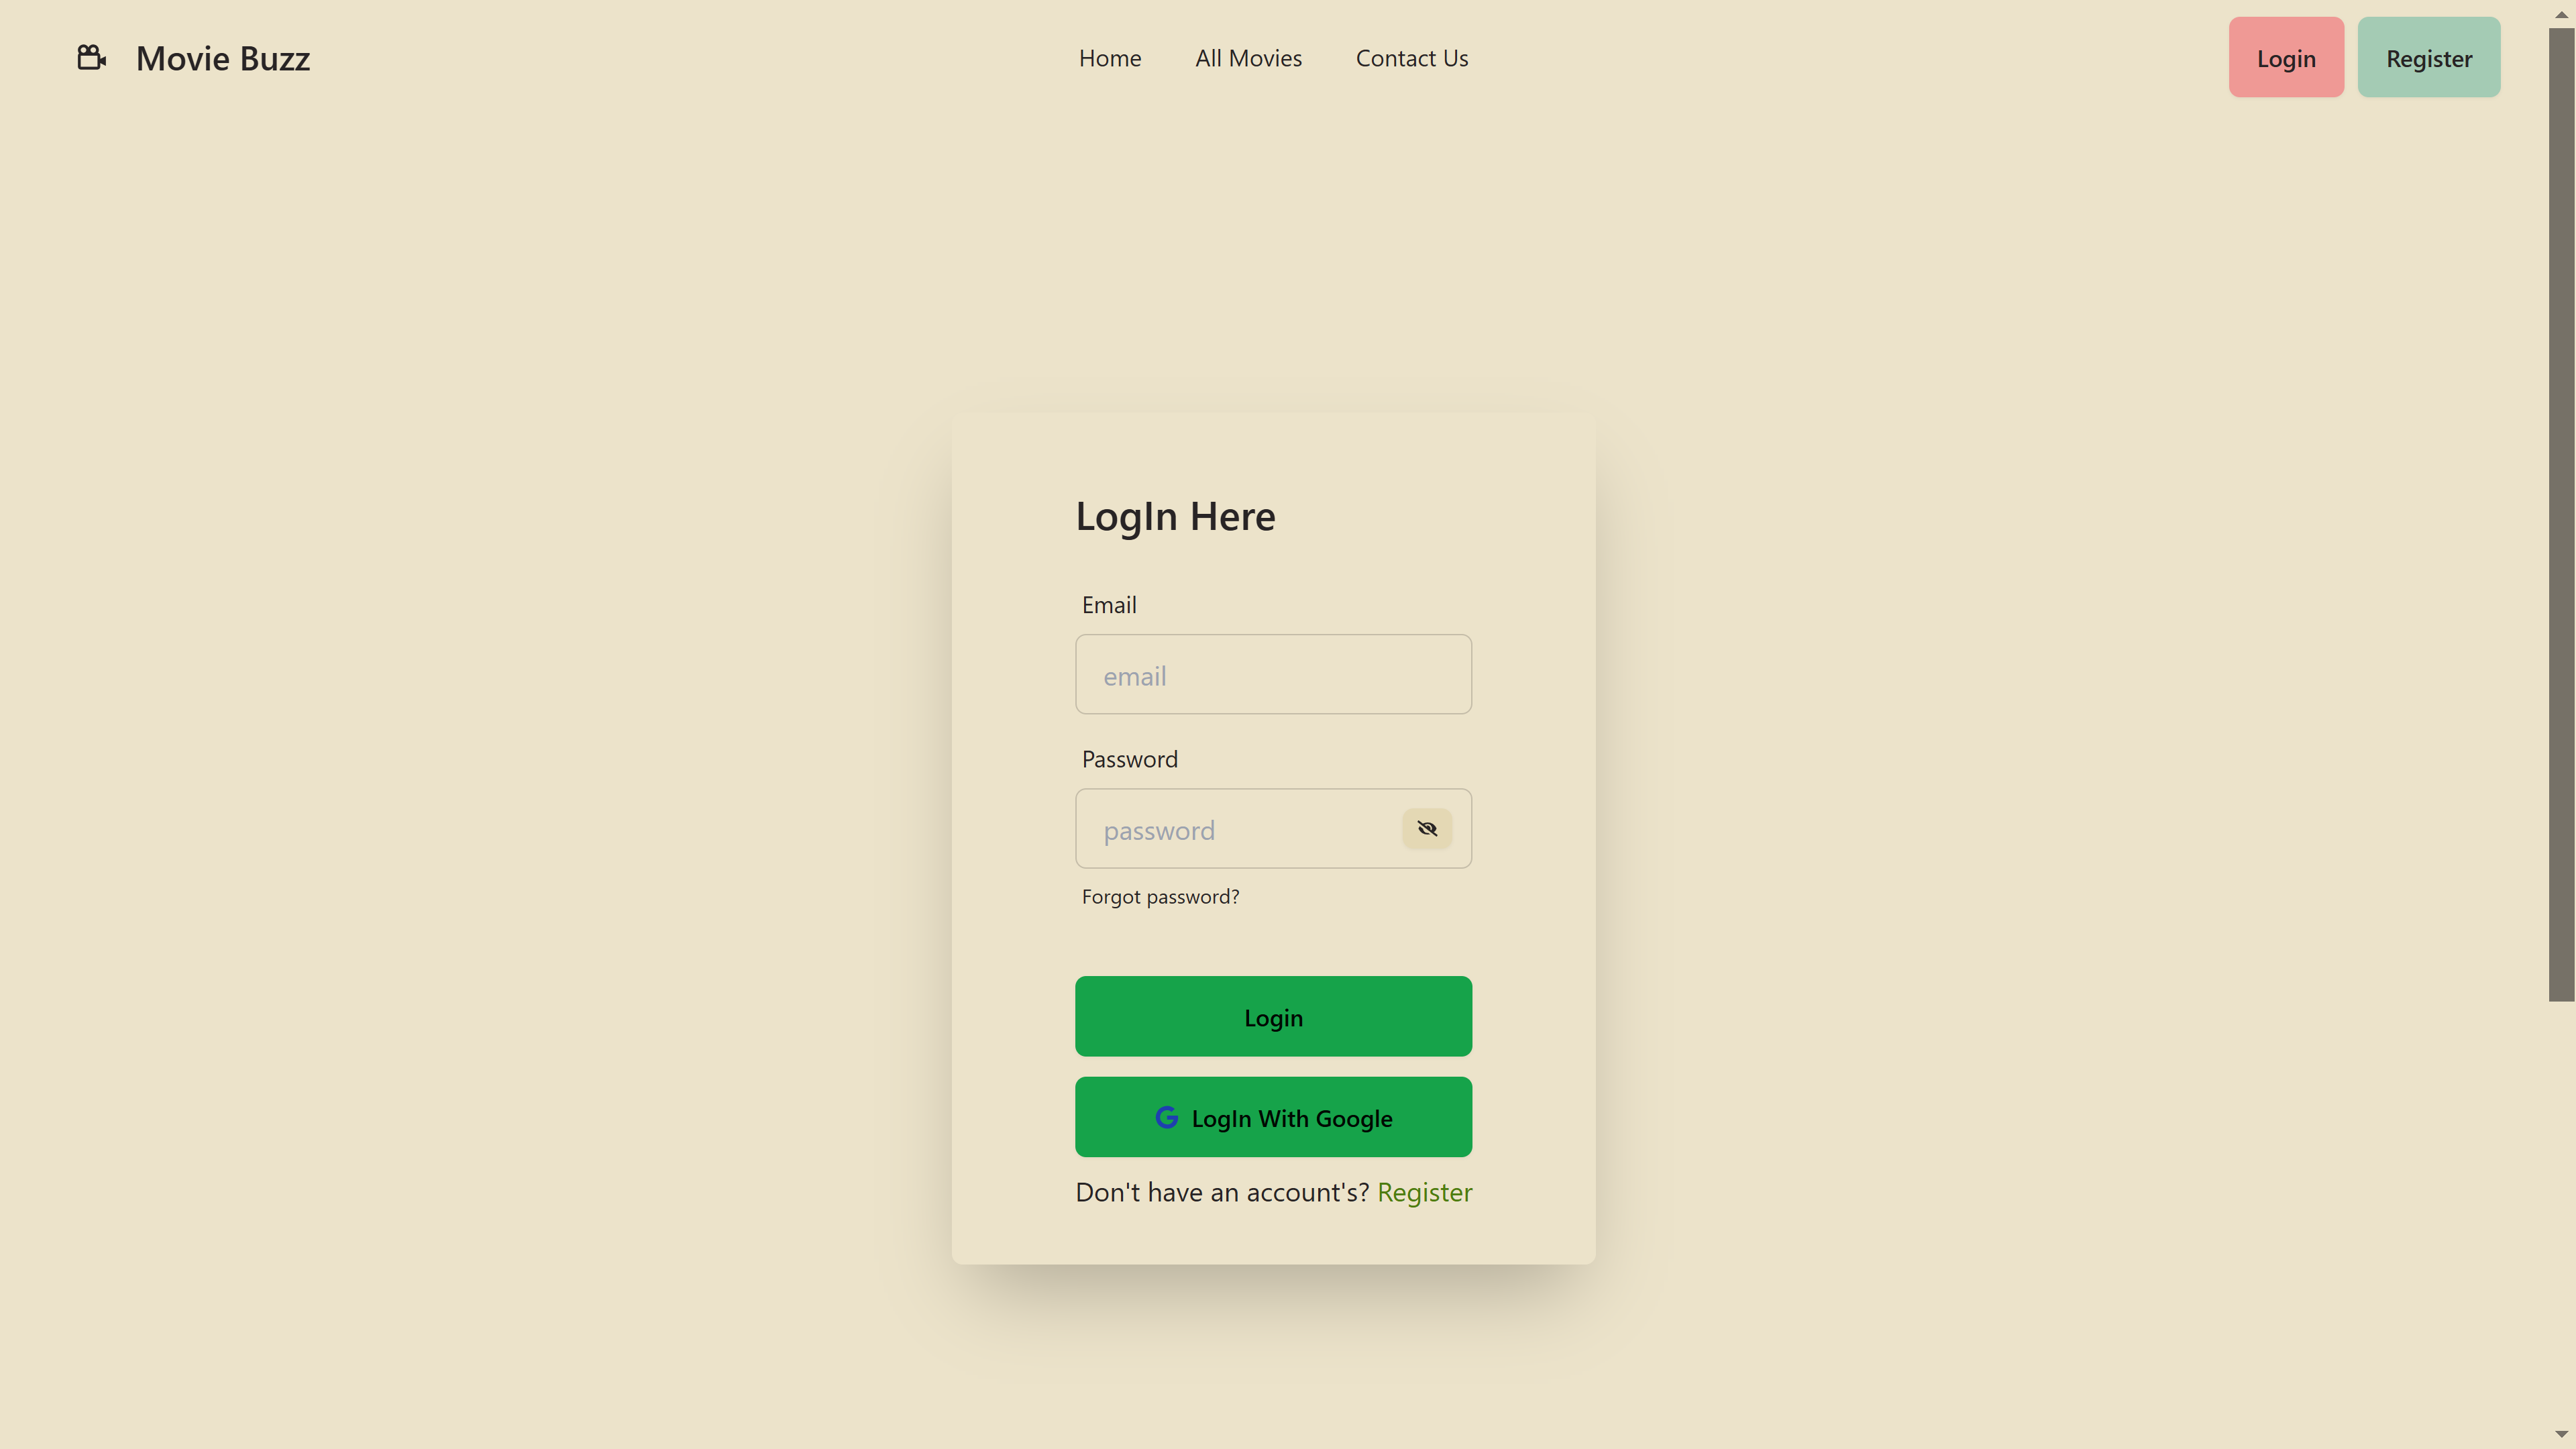 Movie Buzz
Home
All Movies
Contact Us
Login
Register
LogIn Here
Email
email
Password
password
Forgot password?
Login
LogIn With Google
Don't have an account's? Register